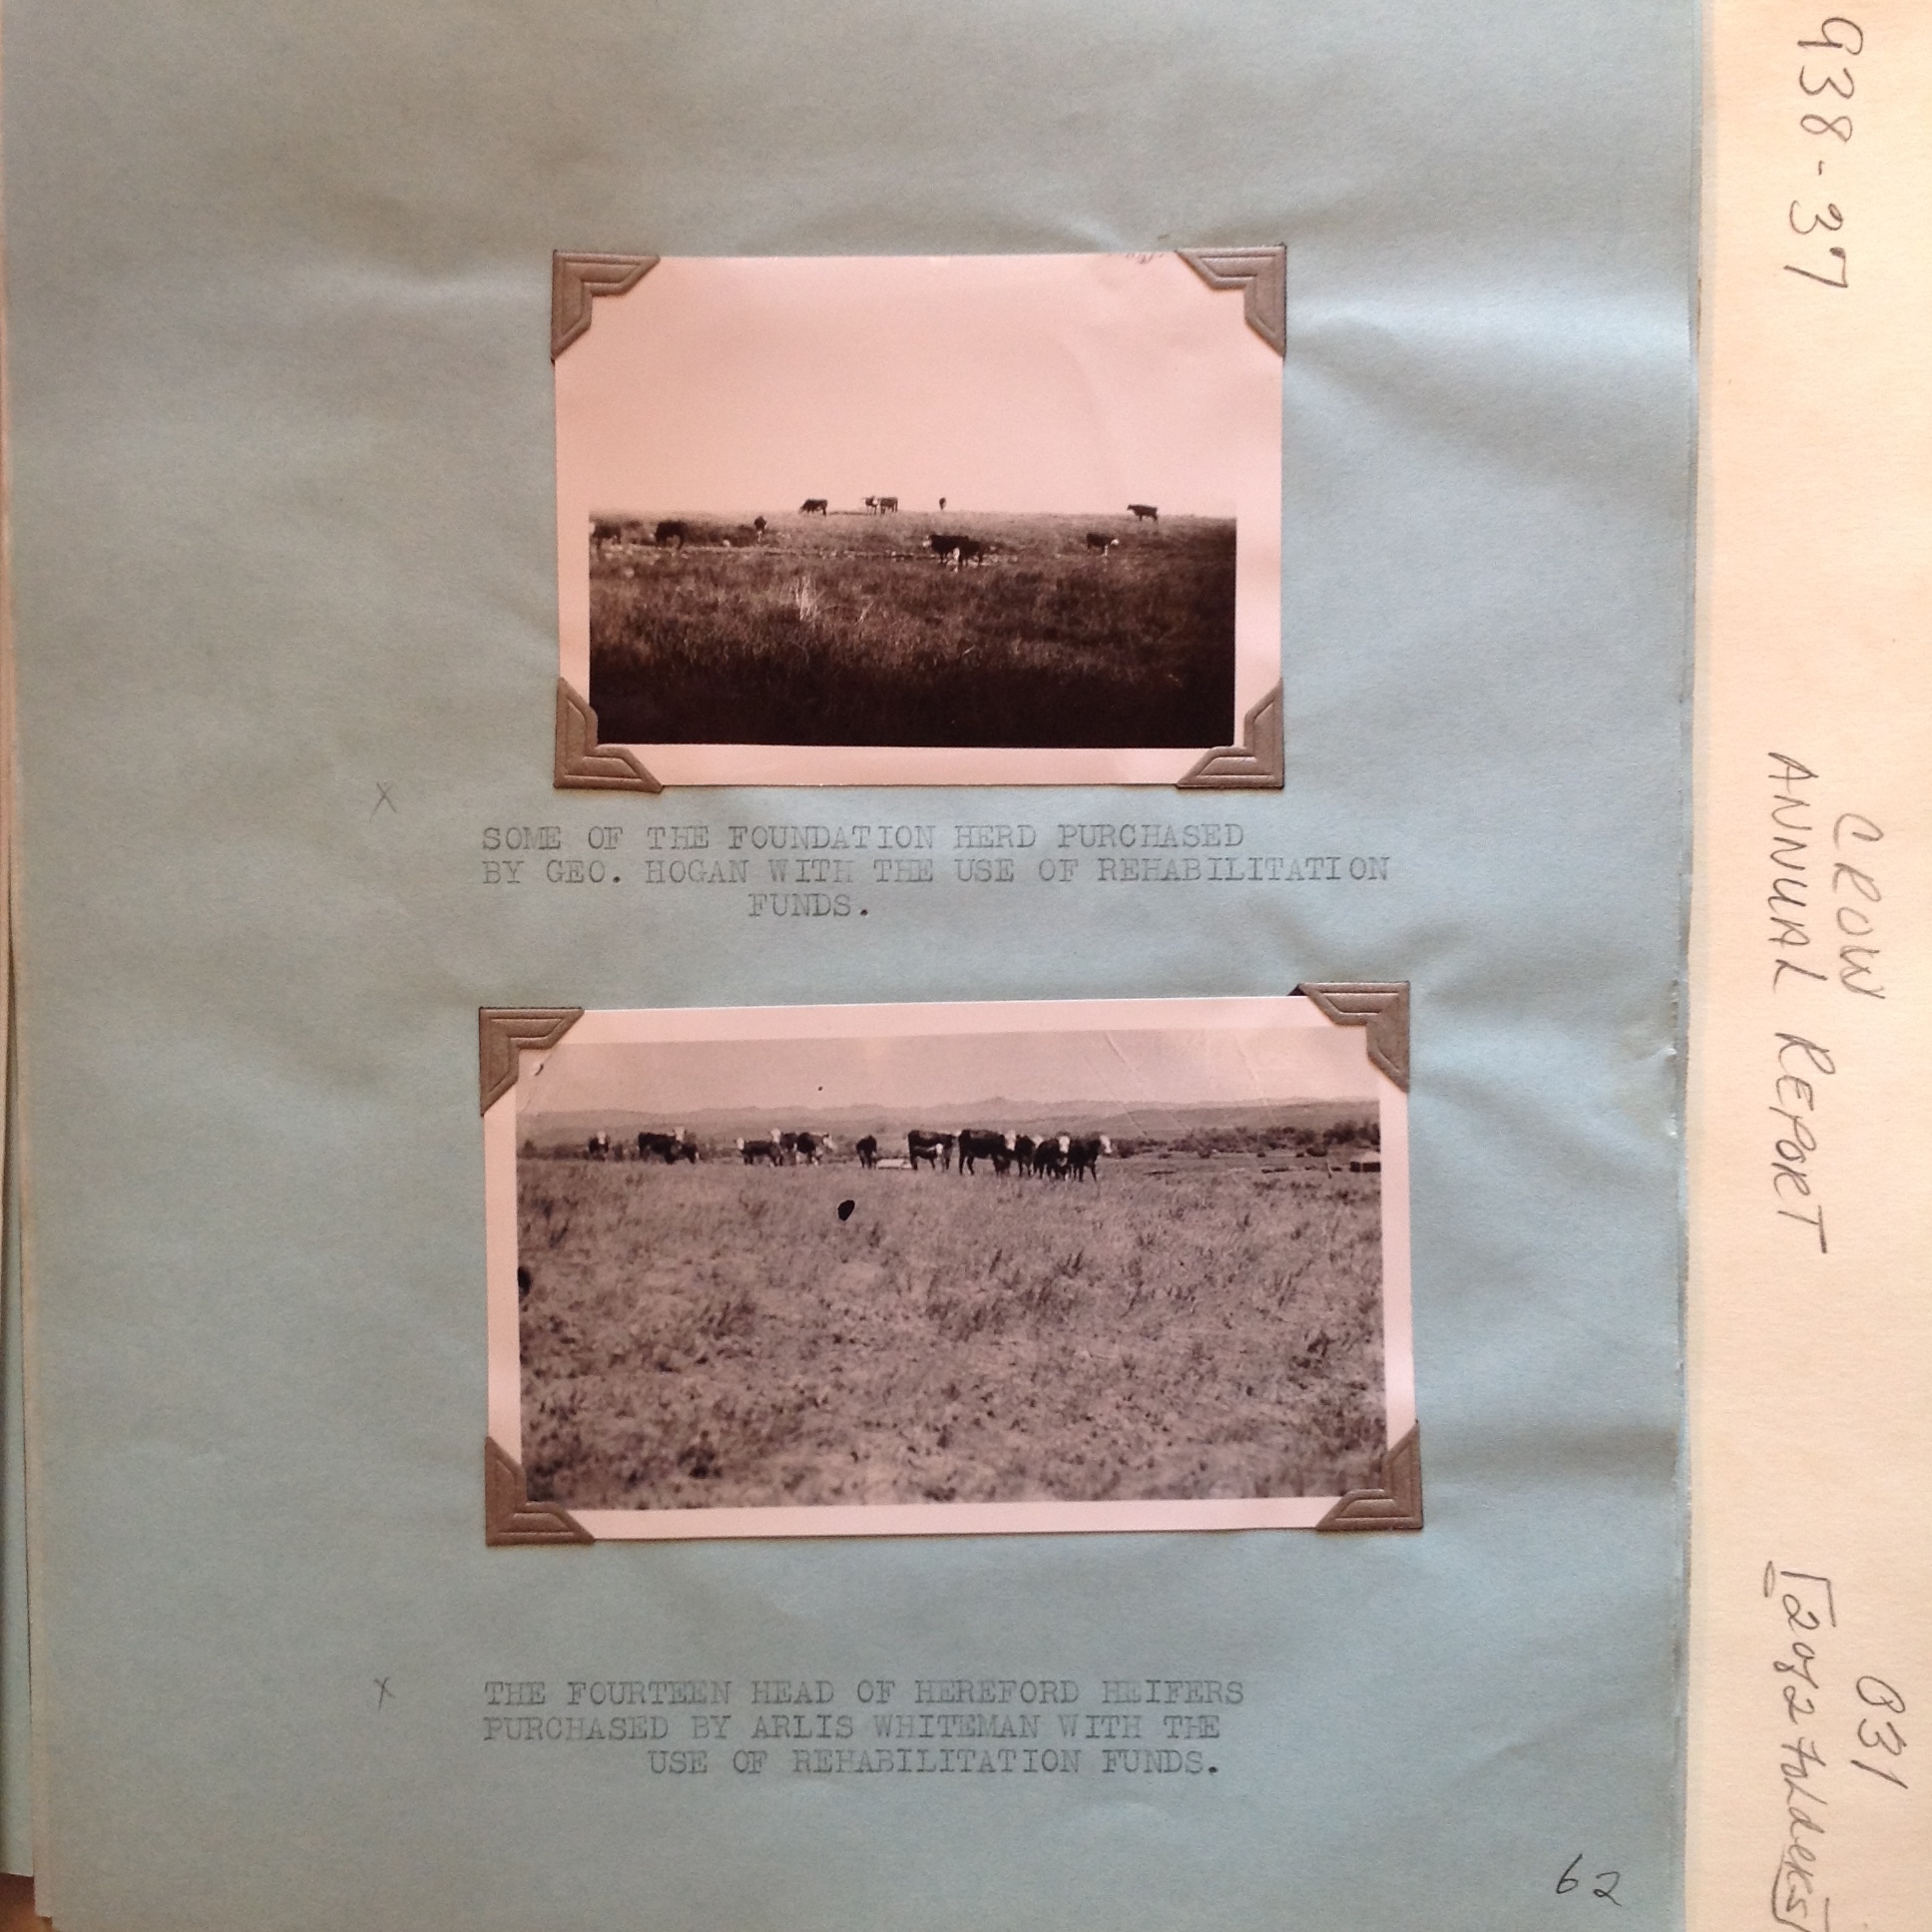 X
SOME OF THE FOUNDATION HERD PURCHASED
BY GEO. HOGAN WITH THE USE OF REHABILITATION
FUNDS.
X
THE FOURTEEN HEAD OF HEREFORD HEIFERS
PURCHASED BY ARLIS WHITEMAN WITH THE
USE OF REHABILITATION FUNDS.
62
938-37
CROW
ANNUAL REPORT
031
[2 of 2 folders]